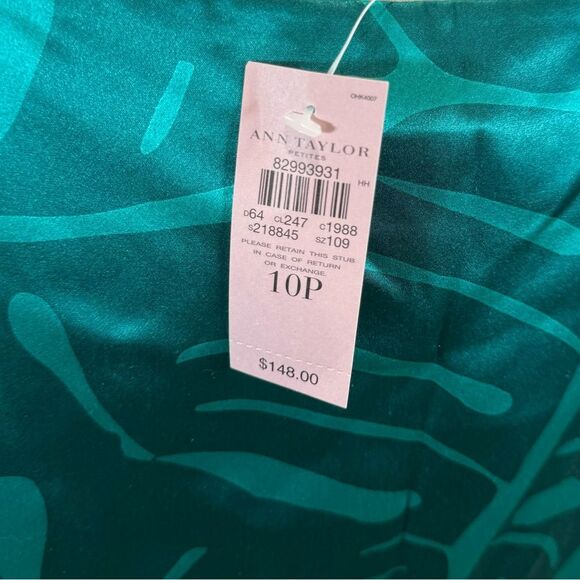 OHK4007
ANN TAYLOR
PETITES
82993931
HH
D64 CL247 C1988
S218845 SZ109
PLEASE RETAIN THIS STUB
IN CASE OF RETURN
OR EXCHANGE.
10P
$148.00